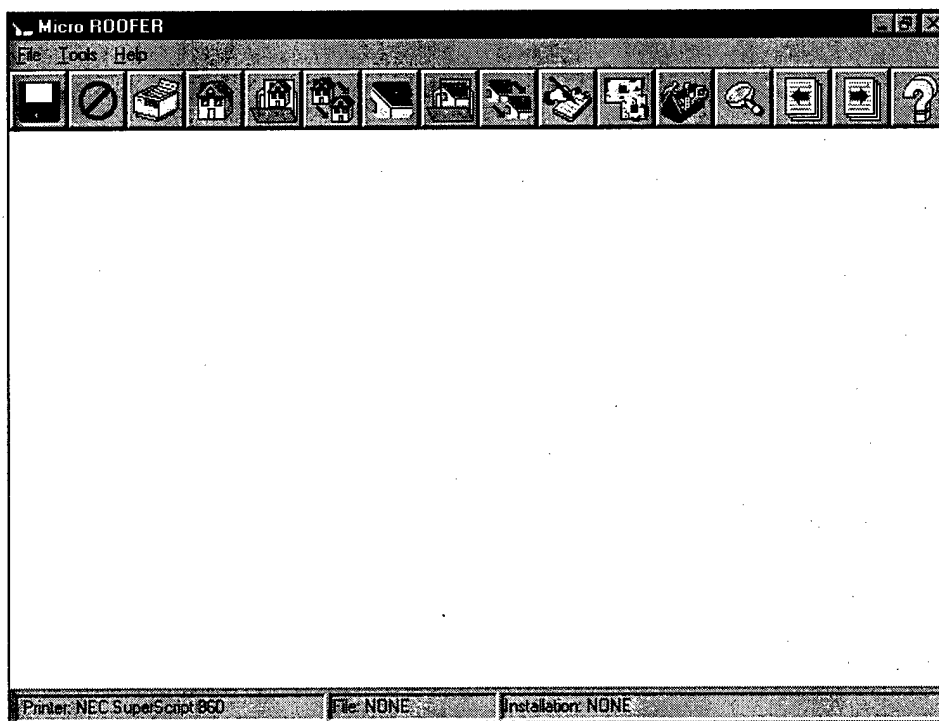 Micro ROOFER
File Tools Help
Printer: NEC SuperScript 860 File: NONE Installation: NONE